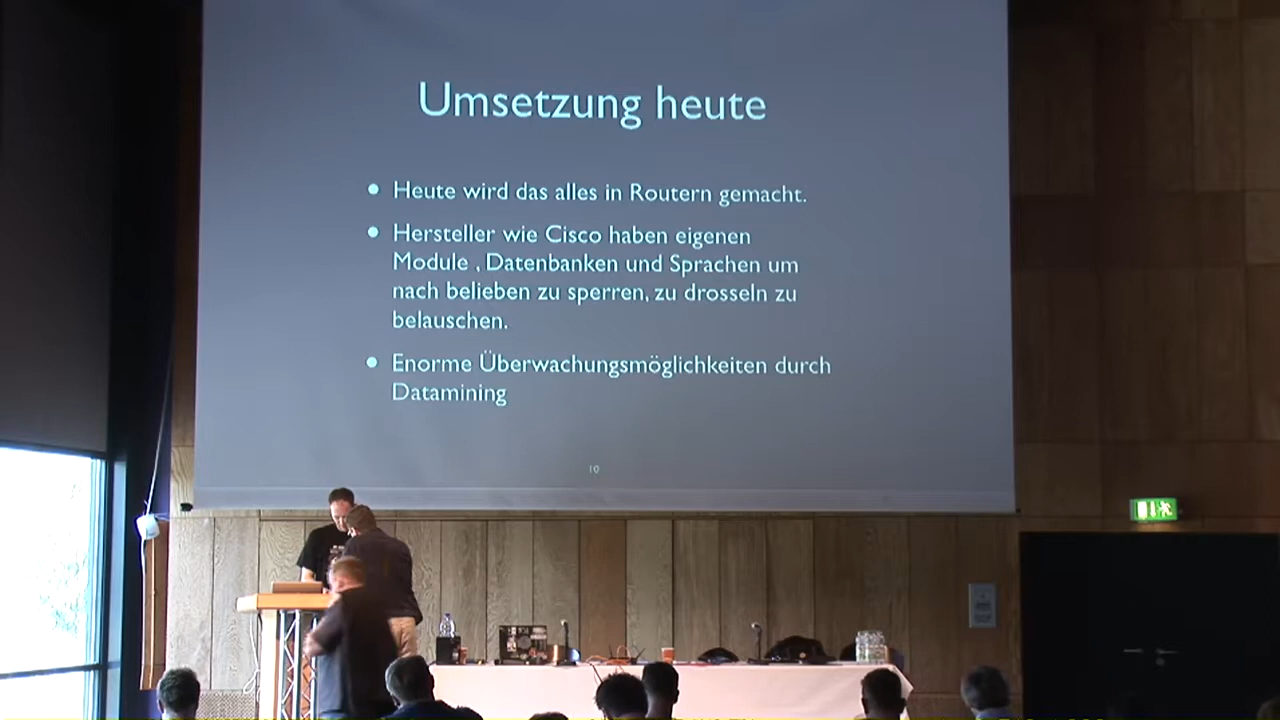 Umsetzung heute
• Heute wird das alles in Routern gemacht.
• Hersteller wie Cisco haben eigenen
Module , Datenbanken und Sprachen um
nach belieben zu sperren, zu drosseln zu
belauschen.
• Enorme Überwachungsmöglichkeiten durch
Datamining
10